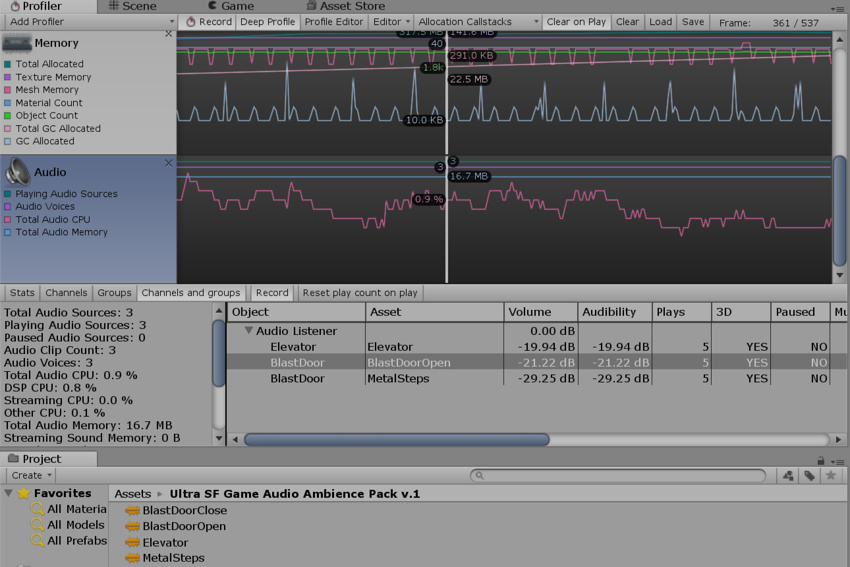 Profiler Scene Game Asset Store
Add Profiler Record Deep Profile Profile Editor Editor Allocation Callstacks Clear on Play Clear Load Save Frame: 361 / 537
Memory
Total Allocated
Texture Memory
Mesh Memory
Material Count
Object Count
Total GC Allocated
GC Allocated
317.5 MB 141.6 MB
40
291.0 KB
1.8k
22.5 MB
10.0 KB
Audio
Playing Audio Sources
Audio Voices
Total Audio CPU
Total Audio Memory
3 3
16.7 MB
0.9 %
Stats Channels Groups Channels and groups Record Reset play count on play
Total Audio Sources: 3
Playing Audio Sources: 3
Paused Audio Sources: 0
Audio Clip Count: 3
Audio Voices: 3
Total Audio CPU: 0.9 %
DSP CPU: 0.8 %
Streaming CPU: 0.0 %
Other CPU: 0.1 %
Total Audio Memory: 16.7 MB
Streaming Sound Memory: 0 B
Object Asset Volume Audibility Plays 3D Paused Mu
Audio Listener 0.00 dB
Elevator Elevator -19.94 dB -19.94 dB 5 YES NO
BlastDoor BlastDoorOpen -21.22 dB -21.22 dB 5 YES NO
BlastDoor MetalSteps -29.25 dB -29.25 dB 5 YES NO
Project
Create
Favorites
All Materia
All Models
All Prefabs
Assets Ultra SF Game Audio Ambience Pack v.1
BlastDoorClose
BlastDoorOpen
Elevator
MetalSteps